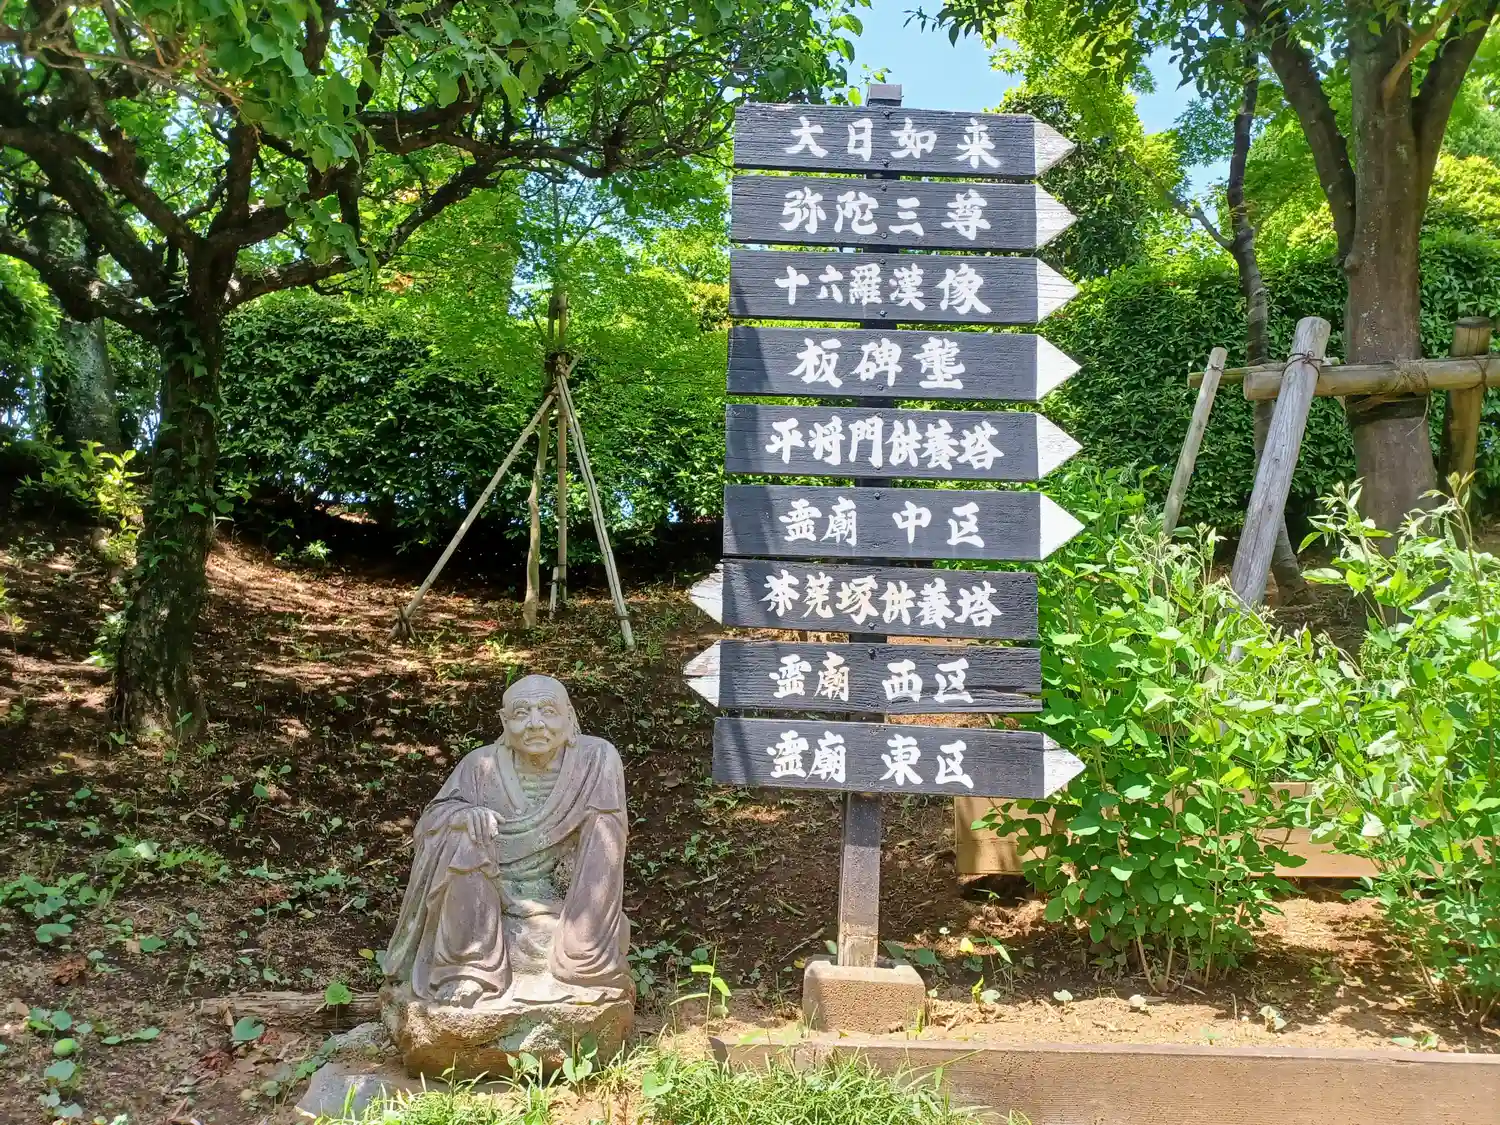 大日如来
弥陀三尊
十六羅漢像
板碑龕
平将門供養塔
霊廟 中区
茶筅塚供養塔
霊廟 西区
霊廟 東区